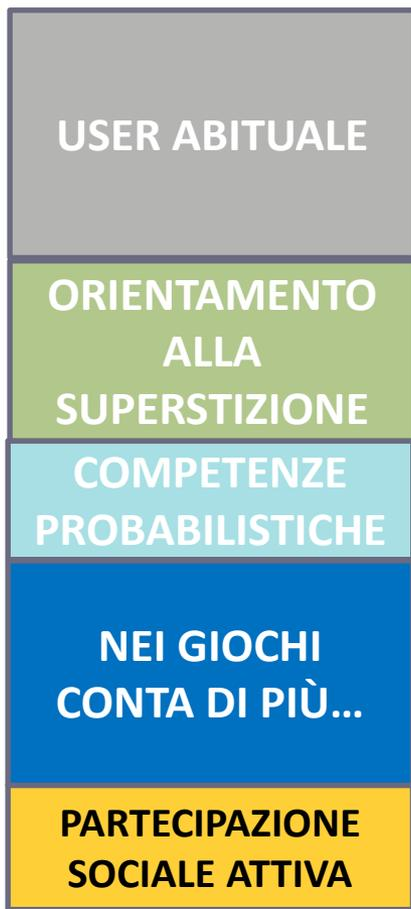 USER ABITUALE
ORIENTAMENTO
ALLA
SUPERSTIZIONE
COMPETENZE
PROBABILISTICHE
NEI GIOCHI
CONTA DI PIÙ...
PARTECIPAZIONE
SOCIALE ATTIVA